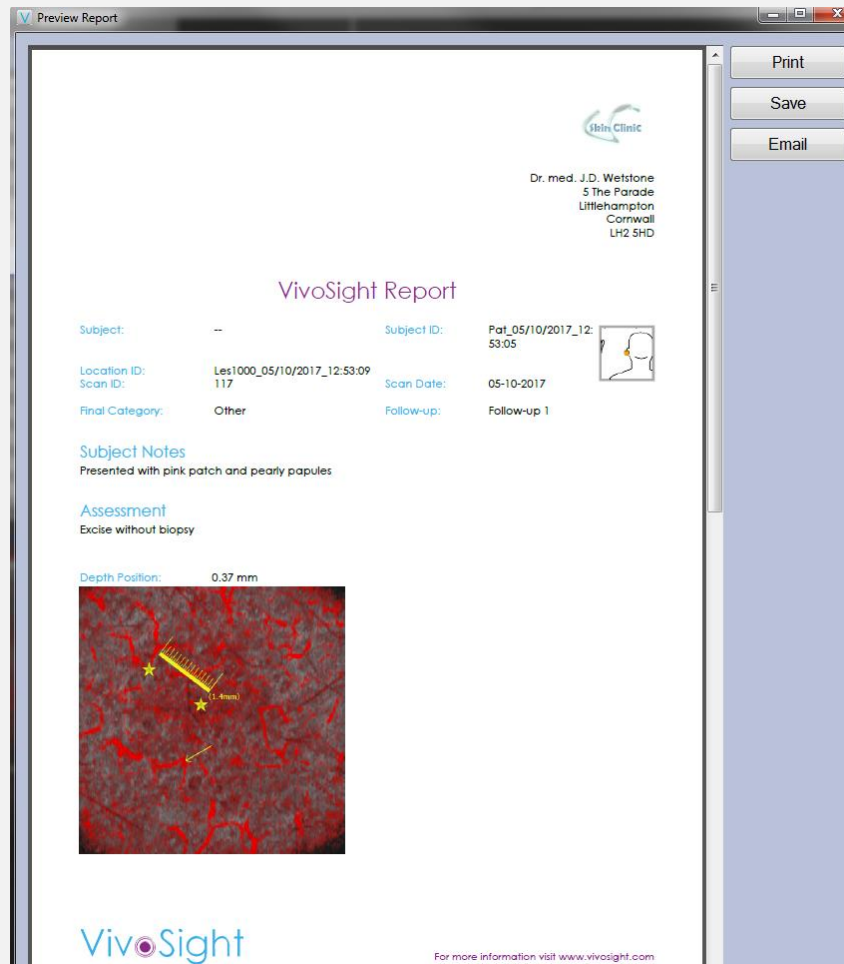 Preview Report
Print
Save
Email
Skin Clinic
Dr. med. J.D. Wetstone
5 The Parade
Littlehampton
Cornwall
LH2 5HD
VivoSight Report
Subject: -- Subject ID: Pat_05/10/2017_12:
53:05
Location ID: Les1000_05/10/2017_12:53:09
Scan ID: 117 Scan Date: 05-10-2017
Final Category: Other Follow-up: Follow-up 1
Subject Notes
Presented with pink patch and pearly papules
Assessment
Excise without biopsy
Depth Position: 0.37 mm
(1.4mm)
VivoSight
For more information visit www.vivosight.com